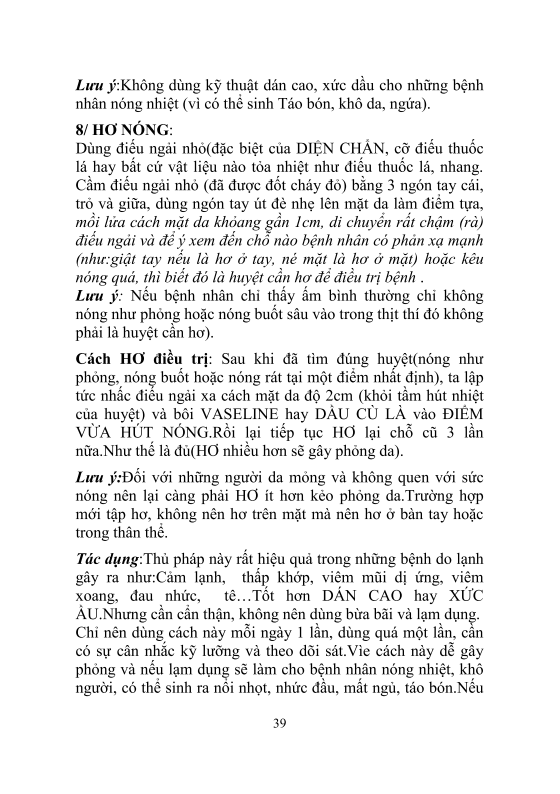 Lưu ý:Không dùng kỹ thuật dán cao, xức dầu cho những bệnh
nhân nóng nhiệt (vì có thể sinh Táo bón, khô da, ngứa).
8/ HƠ NÓNG:
Dùng điếu ngải nhỏ(đặc biệt của DIỆN CHẨN, cỡ điếu thuốc
lá hay bất cứ vật liệu nào tỏa nhiệt như điếu thuốc lá, nhang.
Cầm điếu ngải nhỏ (đã được đốt cháy đỏ) bằng 3 ngón tay cái,
trỏ và giữa, dùng ngón tay út đè nhẹ lên mặt da làm điểm tựa,
mồi lửa cách mặt da khỏang gần 1cm, di chuyển rất chậm (rà)
điếu ngải và để ý xem đến chỗ nào bệnh nhân có phản xạ mạnh
(như:giật tay nếu là hơ ở tay, né mặt là hơ ở mặt) hoặc kêu
nóng quá, thì biết đó là huyệt cần hơ để điều trị bệnh .
Lưu ý: Nếu bệnh nhân chỉ thấy ấm bình thường chỉ không
nóng như phỏng hoặc nóng buốt sâu vào trong thịt thí đó không
phải là huyệt cần hơ).
Cách HƠ điều trị: Sau khi đã tìm đúng huyệt(nóng như
phỏng, nóng buốt hoặc nóng rát tại một điểm nhất định), ta lập
tức nhấc điếu ngải xa cách mặt da độ 2cm (khỏi tầm hút nhiệt
của huyệt) và bôi VASELINE hay DẦU CÙ LÀ vào ĐIỂM
VỪA HÚT NÓNG.Rồi lại tiếp tục HƠ lại chỗ cũ 3 lần
nữa.Như thế là đủ(HƠ nhiều hơn sẽ gây phỏng da).
Lưu ý:Đối với những người da mỏng và không quen với sức
nóng nên lại càng phải HƠ ít hơn kẻo phỏng da.Trường hợp
mới tập hơ, không nên hơ trên mặt mà nên hơ ở bàn tay hoặc
trong thân thể.
Tác dụng:Thủ pháp này rất hiệu quả trong những bệnh do lạnh
gây ra như:Cảm lạnh, thấp khớp, viêm mũi dị ứng, viêm
xoang, đau nhức, tê…Tốt hơn DÁN CAO hay XỨC
ẦU.Nhưng cần cẩn thận, không nên dùng bừa bãi và lạm dụng.
Chỉ nên dùng cách này mỗi ngày 1 lần, dùng quá một lần, cần
có sự cân nhắc kỹ lưỡng và theo dõi sát.Vìe cách này dễ gây
phỏng và nếu lạm dụng sẽ làm cho bệnh nhân nóng nhiệt, khô
người, có thể sinh ra nổi nhọt, nhức đầu, mất ngủ, táo bón.Nếu
39